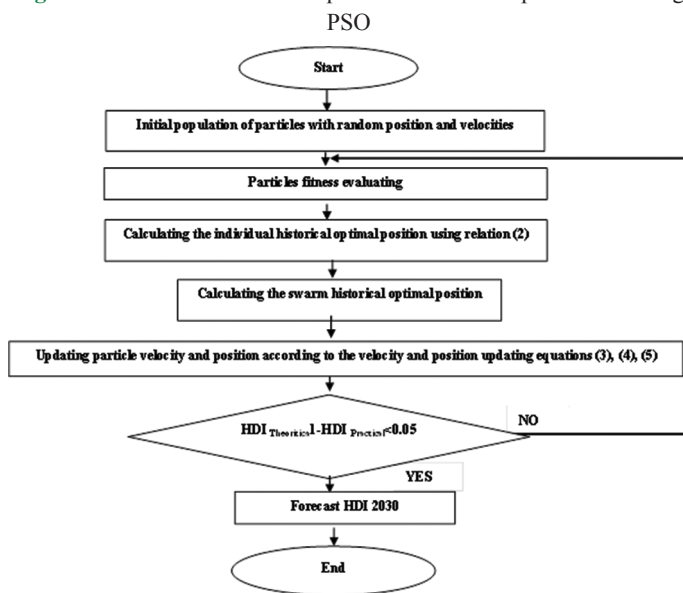 PSO
Start
Initial population of particles with random position and velocities
Particles fitness evaluating
Calculating the individual historical optimal position using relation (2)
Calculating the swarm historical optimal position
Updating particle velocity and position according to the velocity and position updating equations (3), (4), (5)
HDI Theoritical-HDI Practical<0.05
NO
YES
Forecast HDI 2030
End